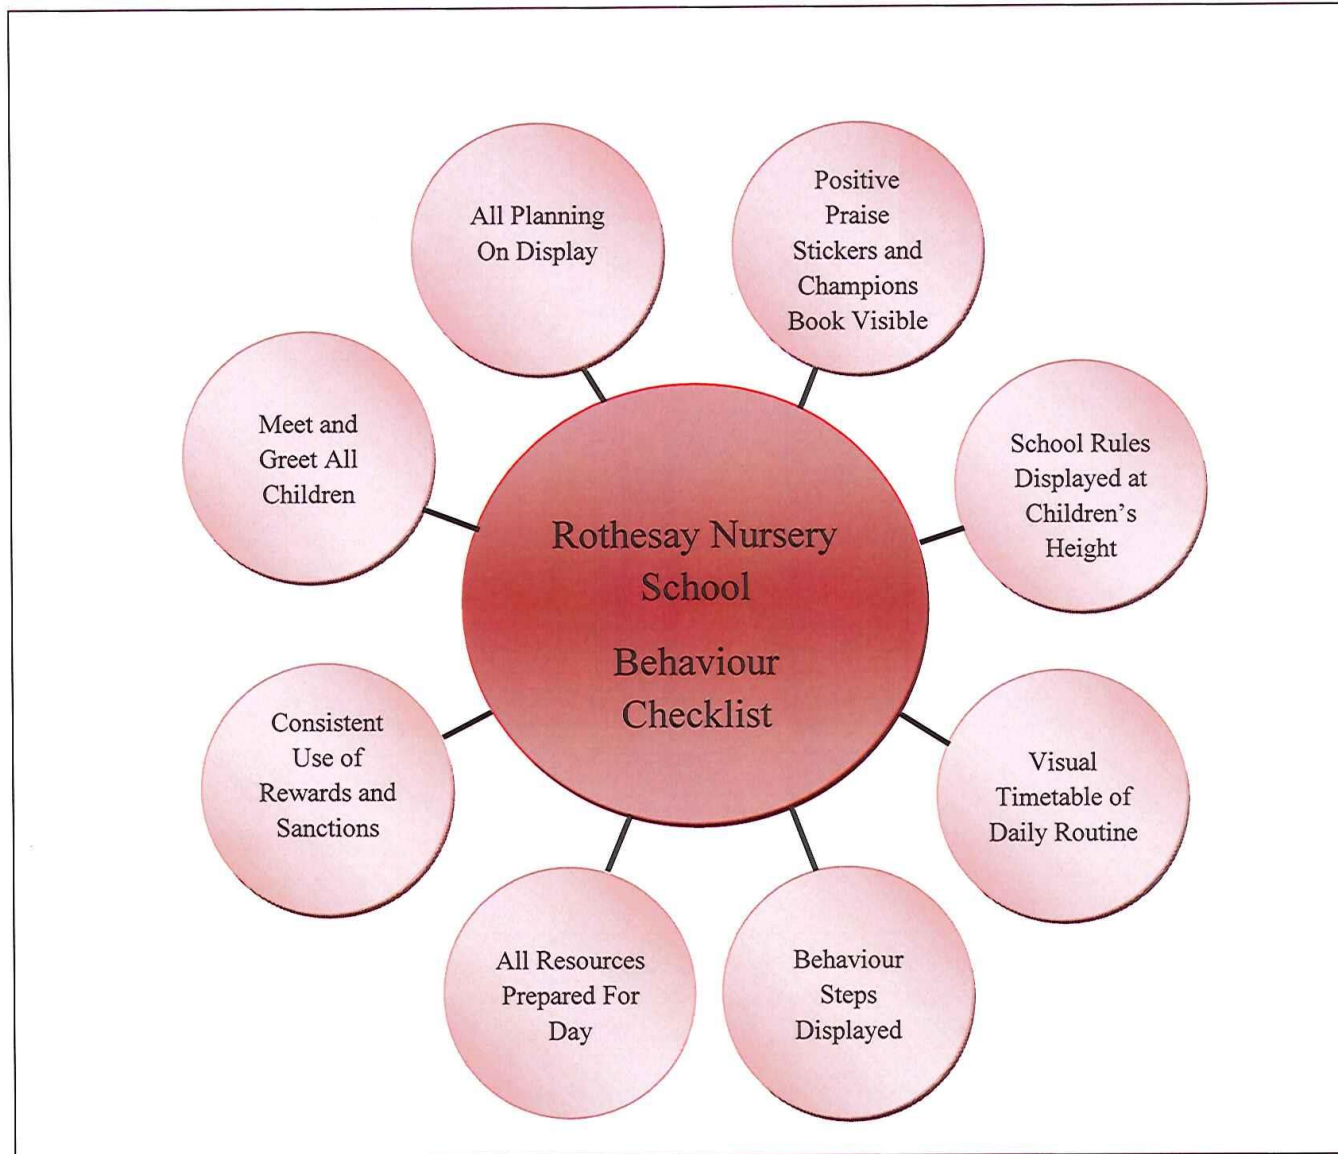 All Planning
On Display
Positive
Praise
Stickers and
Champions
Book Visible
Meet and
Greet All
Children
School Rules
Displayed at
Children's
Height
Rothesay Nursery
School
Behaviour
Checklist
Consistent
Use of
Rewards and
Sanctions
Visual
Timetable of
Daily Routine
All Resources
Prepared For
Day
Behaviour
Steps
Displayed